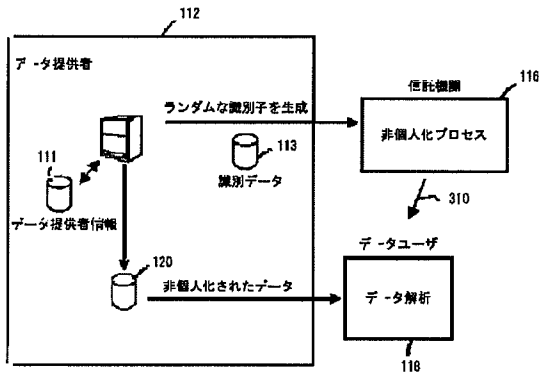 112
データ提供者
ランダムな識別子を生成
信託機関
116
非個人化プロセス
111
113
識別データ
データ提供者情報
310
データユーザ
120
非個人化されたデータ
データ解析
118